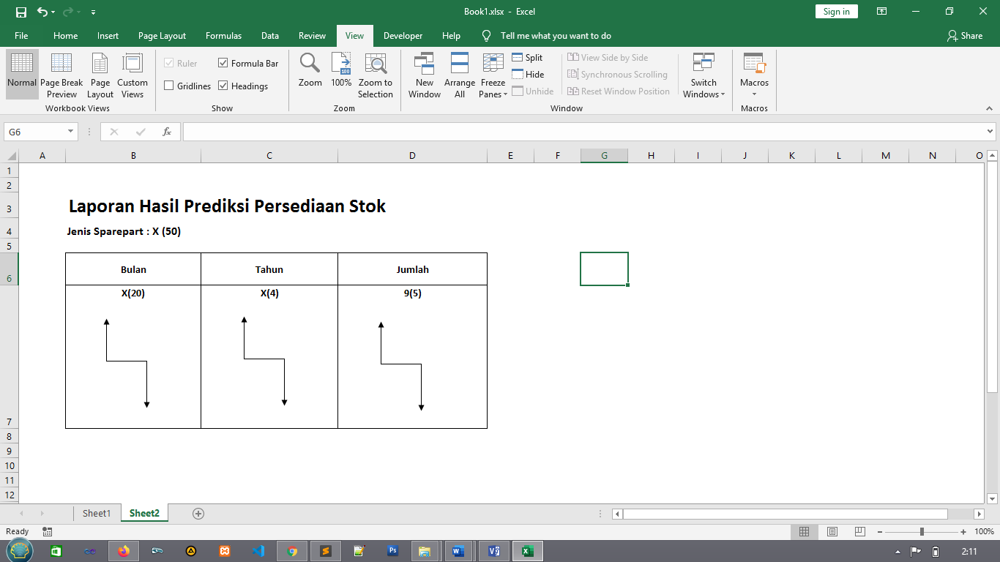 Book1.xlsx - Excel
Sign in
File Home Insert Page Layout Formulas Data Review View Developer Help Tell me what you want to do Share
Normal
Page Break Preview
Page Layout
Custom Views
Workbook Views
Ruler
Formula Bar
Gridlines
Headings
Show
Zoom
100
100%
Zoom to Selection
Zoom
New Window
Arrange All
Freeze Panes
Split
Hide
Unhide
View Side by Side
Synchronous Scrolling
Reset Window Position
Window
Switch Windows
Macros
Macros
G6
fx
A B C D E F G H I J K L M N O
1
2
3
Laporan Hasil Prediksi Persediaan Stok
4
Jenis Sparepart : X (50)
5
6
Bulan Tahun Jumlah
X(20) X(4) 9(5)
7
8
9
10
11
12
Sheet1 Sheet2
Ready
100%
Ps
2:11